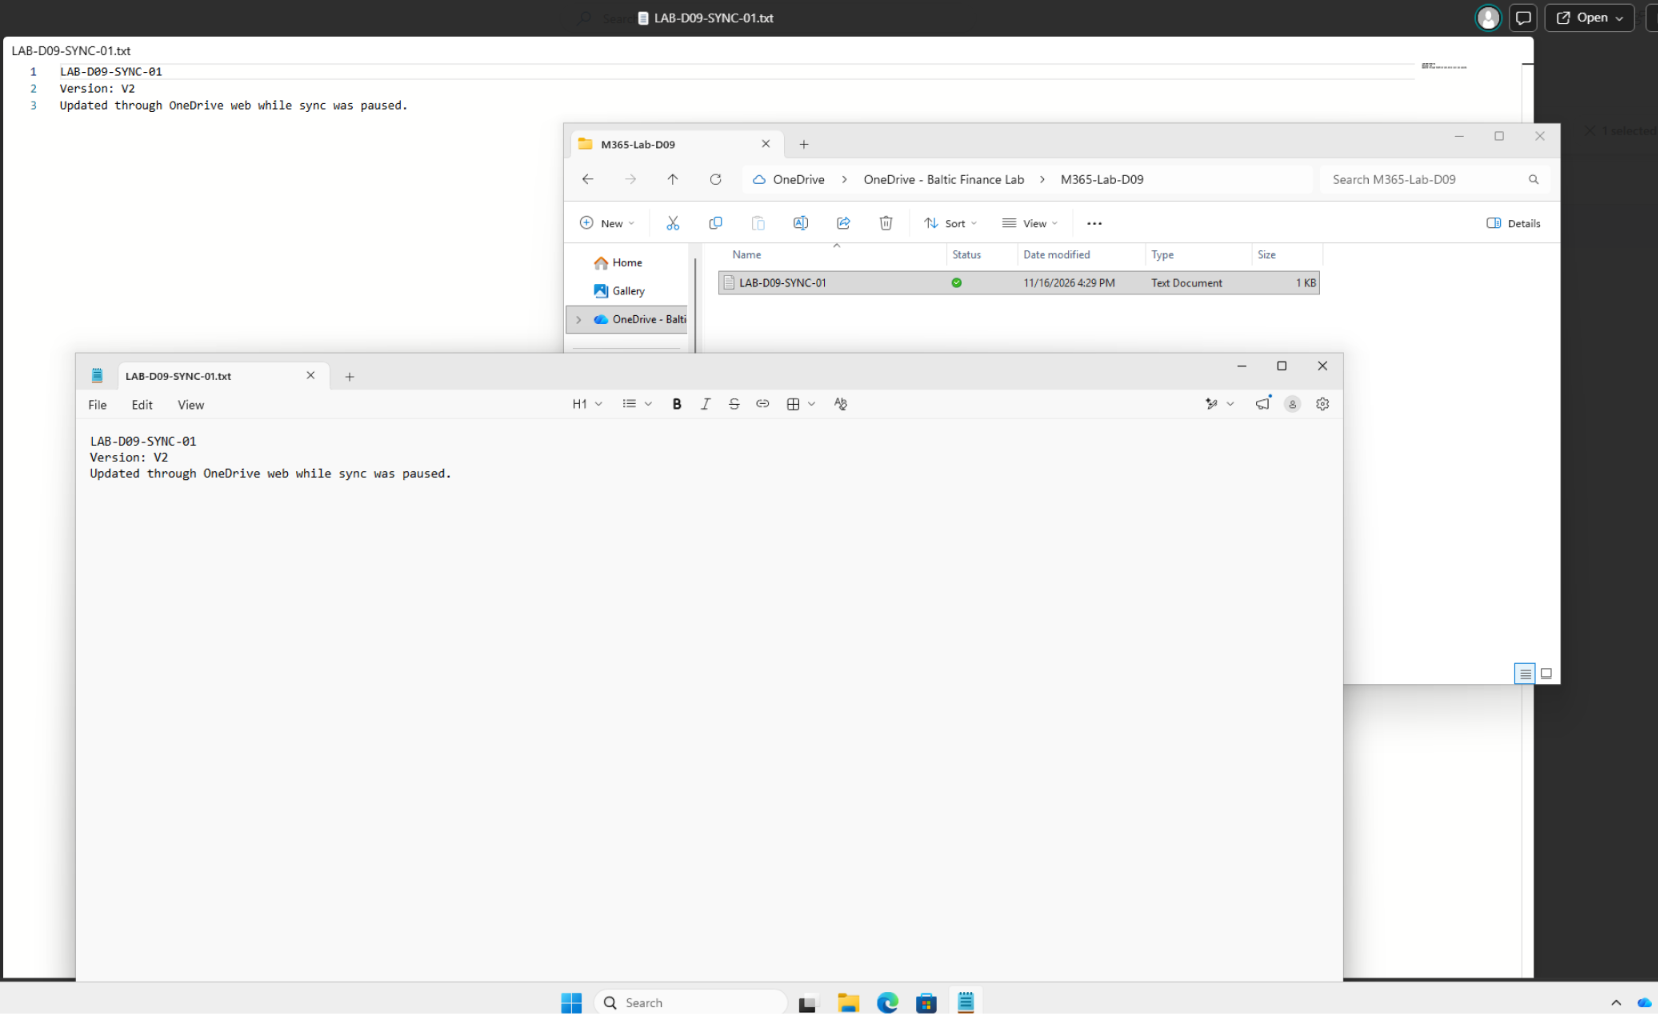 Search
LAB-D09-SYNC-01.txt
Open
LAB-D09-SYNC-01.txt
1 LAB-D09-SYNC-01
2 Version: V2
3 Updated through OneDrive web while sync was paused.
1 selected
M365-Lab-D09
OneDrive > OneDrive - Baltic Finance Lab > M365-Lab-D09
Search M365-Lab-D09
New
Sort
View
Details
Home
Gallery
OneDrive - Balti
Name Status Date modified Type Size
LAB-D09-SYNC-01 11/16/2026 4:29 PM Text Document 1 KB
LAB-D09-SYNC-01.txt
File Edit View
H1 B I S
LAB-D09-SYNC-01
Version: V2
Updated through OneDrive web while sync was paused.
Search